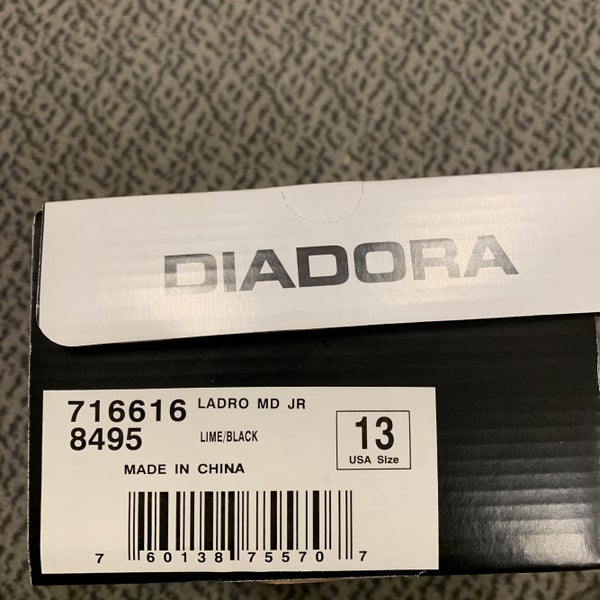 DIADORA
716616 LADRO MD JR
8495 LIME/BLACK
13
USA Size
MADE IN CHINA
7 60138 75570 7